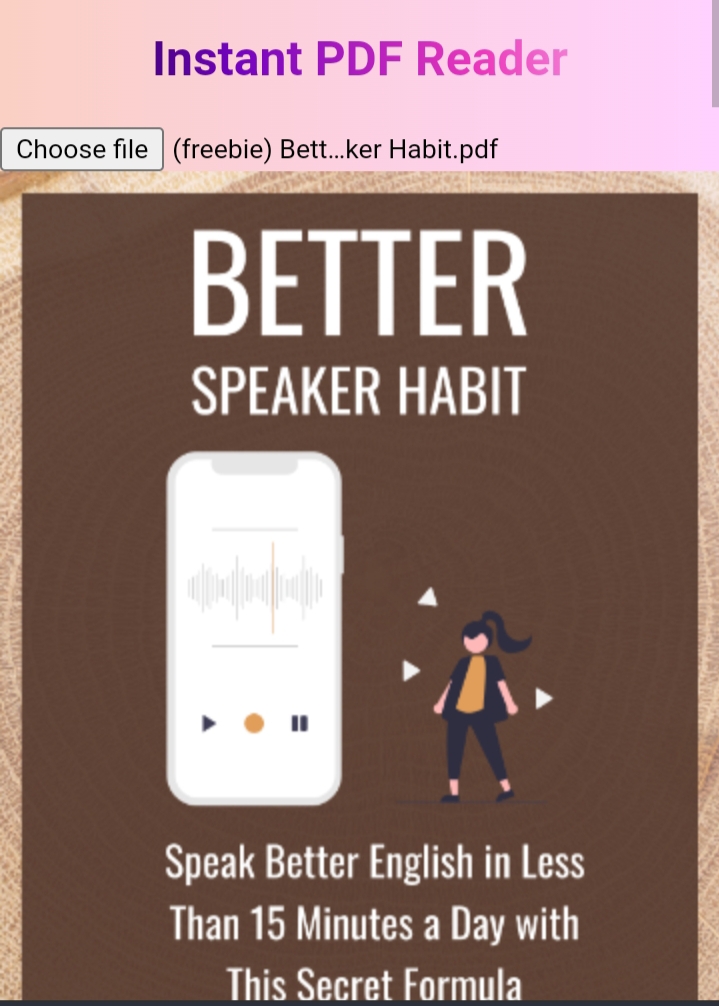 Instant PDF Reader
Choose file (freebie) Bett...ker Habit.pdf
BETTER
SPEAKER HABIT
Speak Better English in Less
Than 15 Minutes a Day with
This Secret Formula